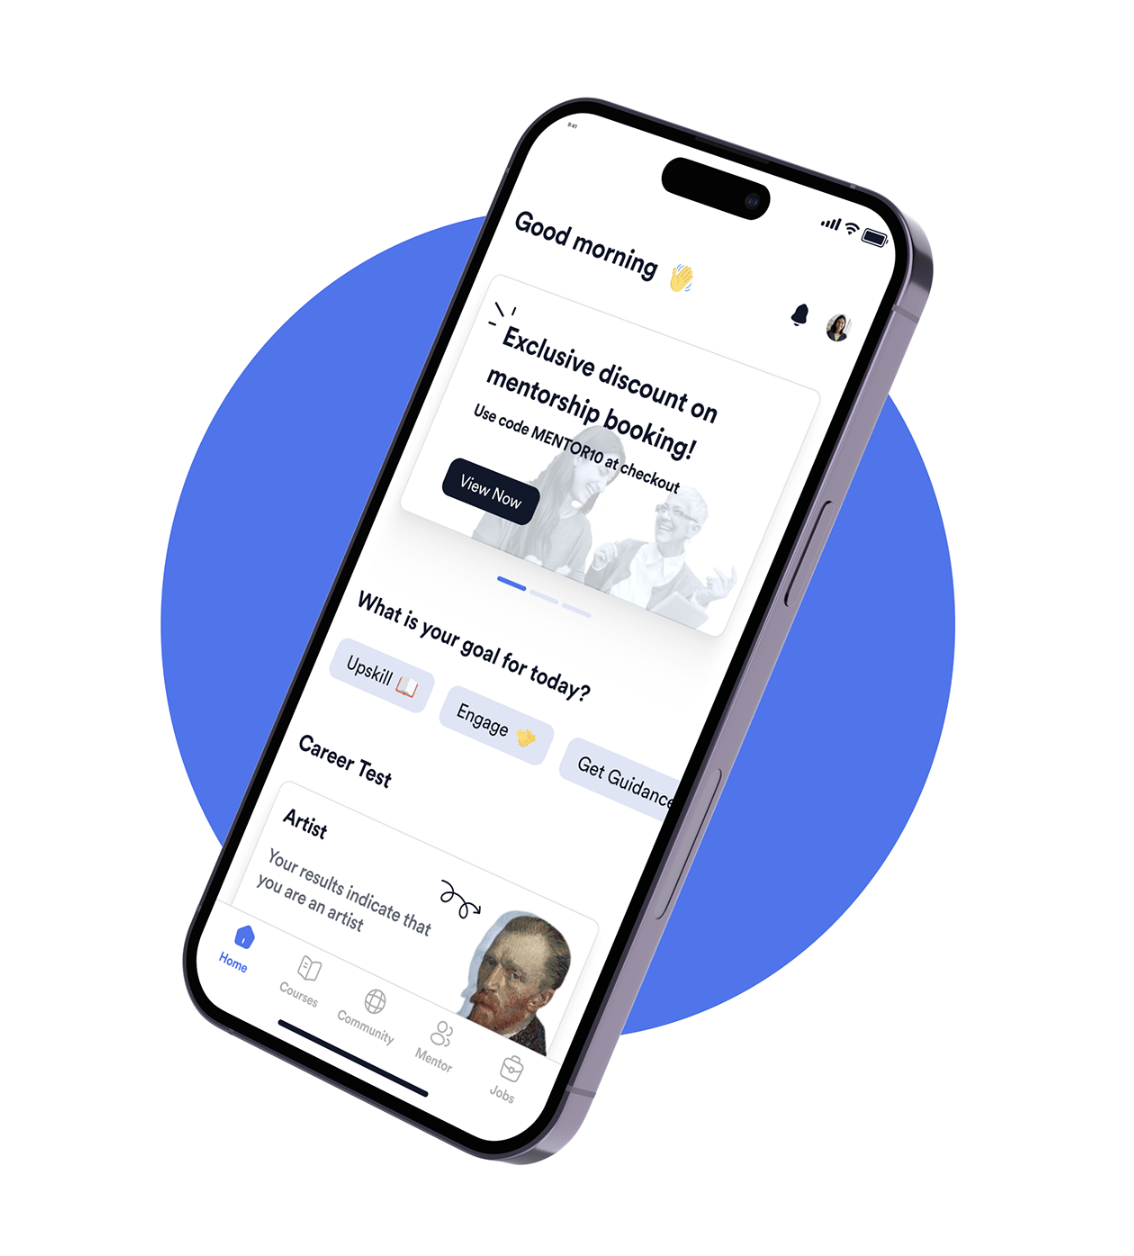 9:41
Good morning 👋
Exclusive discount on
mentorship booking!
Use code MENTOR10 at checkout
View Now
What is your goal for today?
Upskill 📖
Engage 🤝
Get Guidance
Career Test
Artist
Your results indicate that
you are an artist
Home
Courses
Community
Mentor
Jobs